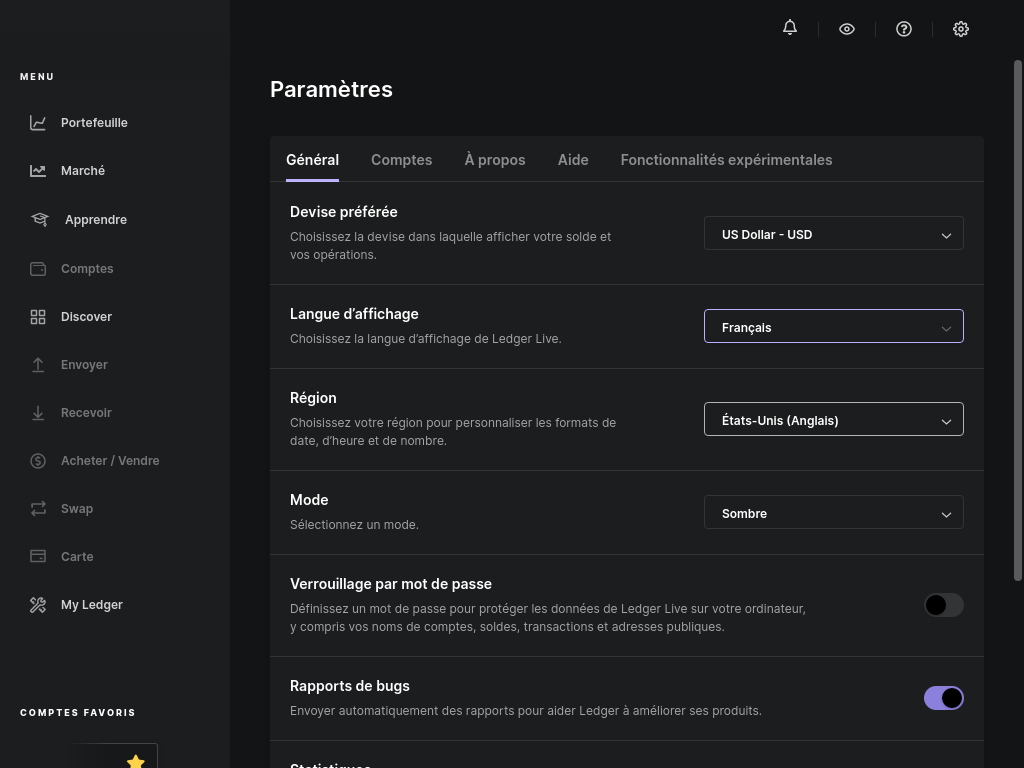 MENU
Portefeuille
Marché
Apprendre
Comptes
Discover
Envoyer
Recevoir
Acheter / Vendre
Swap
Carte
My Ledger
COMPTES FAVORIS
Paramètres
Général
Comptes
À propos
Aide
Fonctionnalités expérimentales
Devise préférée
Choisissez la devise dans laquelle afficher votre solde et
vos opérations.
US Dollar - USD
Langue d’affichage
Choisissez la langue d’affichage de Ledger Live.
Français
Région
Choisissez votre région pour personnaliser les formats de
date, d’heure et de nombre.
États-Unis (Anglais)
Mode
Sélectionnez un mode.
Sombre
Verrouillage par mot de passe
Définissez un mot de passe pour protéger les données de Ledger Live sur votre ordinateur,
y compris vos noms de comptes, soldes, transactions et adresses publiques.
Rapports de bugs
Envoyer automatiquement des rapports pour aider Ledger à améliorer ses produits.
Statistiques